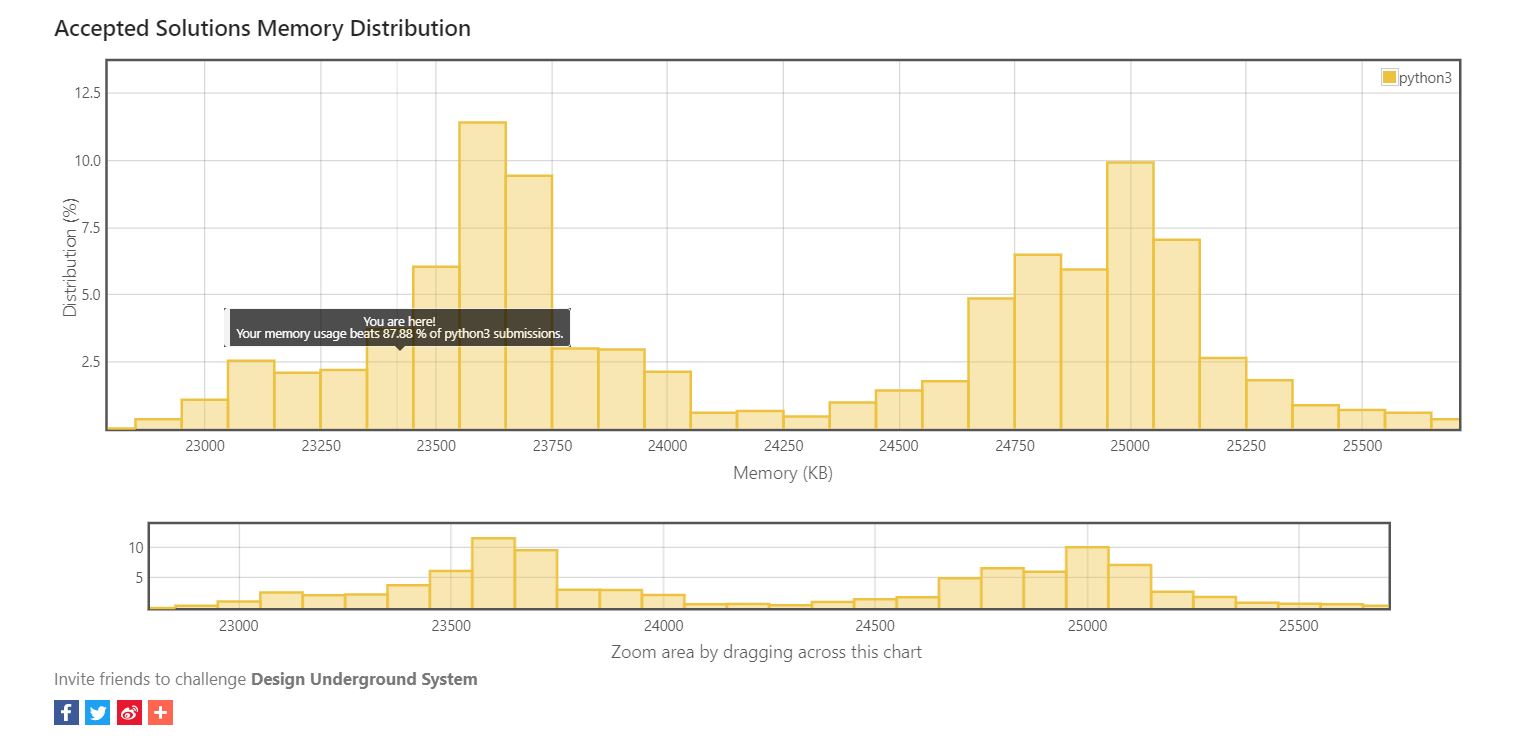 Accepted Solutions Memory Distribution
python3
12.5
10.0
7.5
5.0
2.5
Distribution (%)
You are here!
Your memory usage beats 87.88 % of python3 submissions.
23000 23250 23500 23750 24000 24250 24500 24750 25000 25250 25500
Memory (KB)
10
5
23000 23500 24000 24500 25000 25500
Zoom area by dragging across this chart
Invite friends to challenge Design Underground System